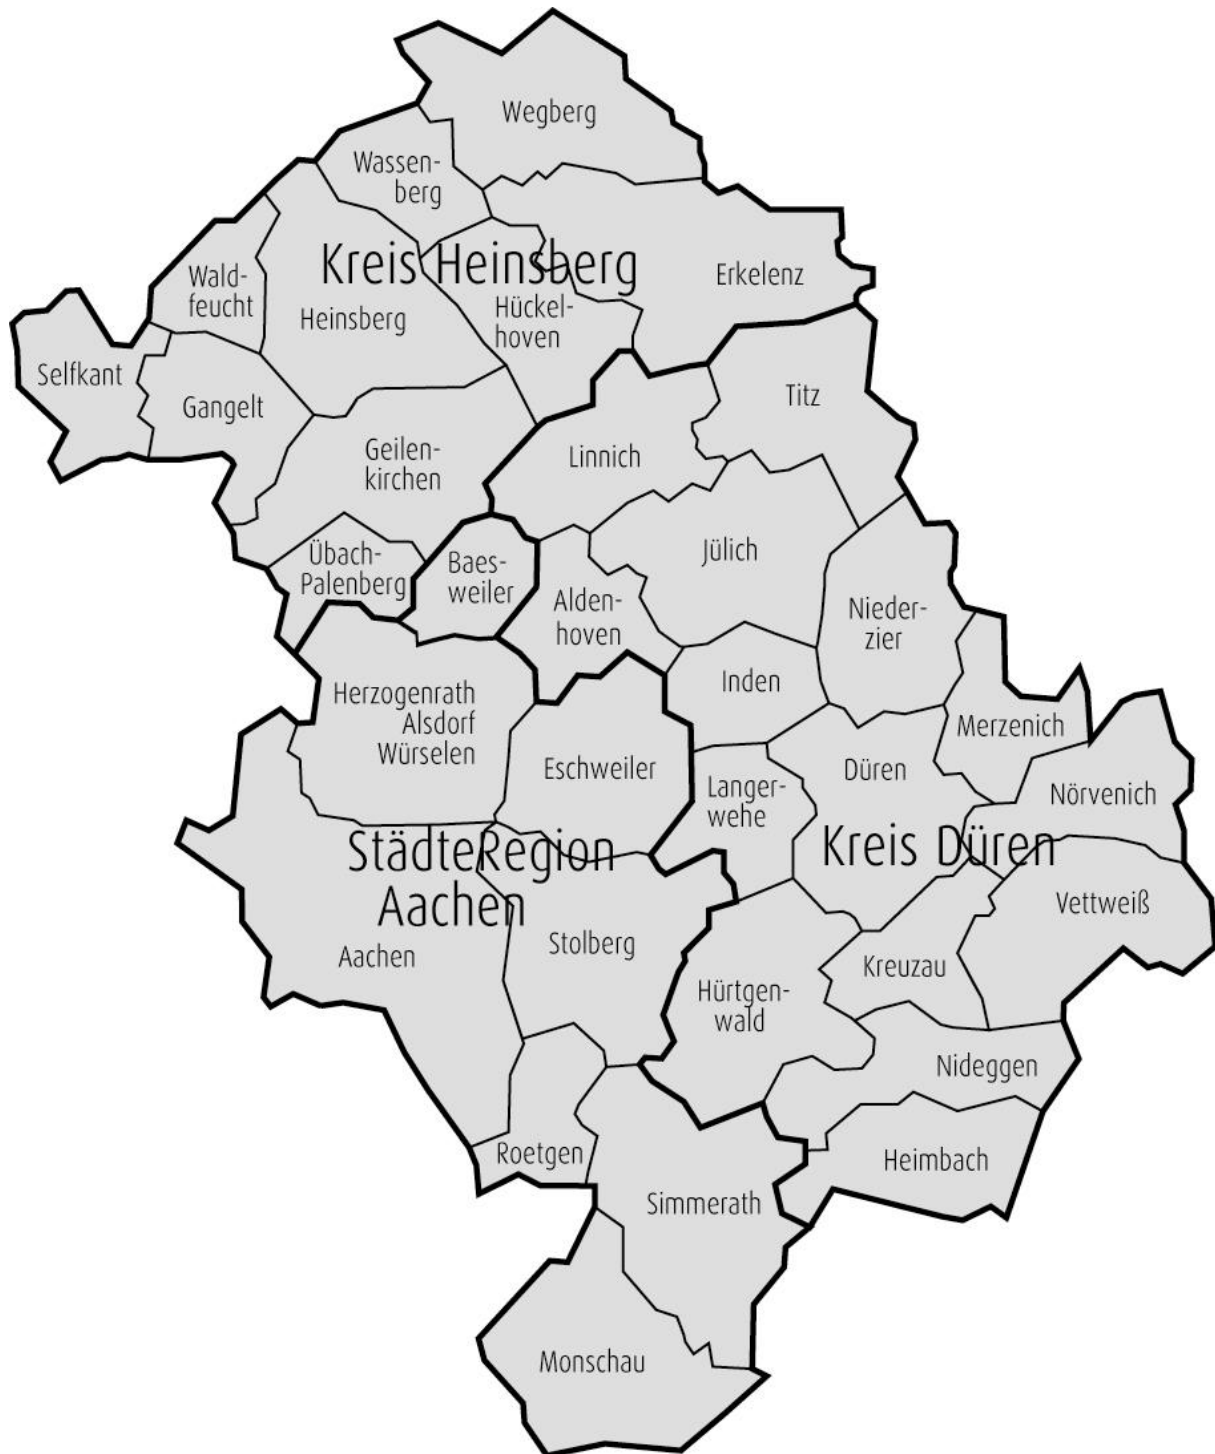 Wegberg
Wassen-
berg
Kreis Heinsberg
Erkelenz
Wald-
feucht
Heinsberg
Hückel-
hoven
Selfkant
Gangelt
Titz
Geilen-
kirchen
Linnich
Jülich
Übach-
Palenberg
Baes-
weiler
Alden-
hoven
Nieder-
zier
Inden
Herzogenrath
Alsdorf
Würselen
Merzenich
Eschweiler
Düren
Langer-
wehe
Nörvenich
StädteRegion
Aachen
Kreis Düren
Vettweiß
Aachen
Stolberg
Kreuzau
Hürtgen-
wald
Nideggen
Roetgen
Heimbach
Simmerath
Monschau